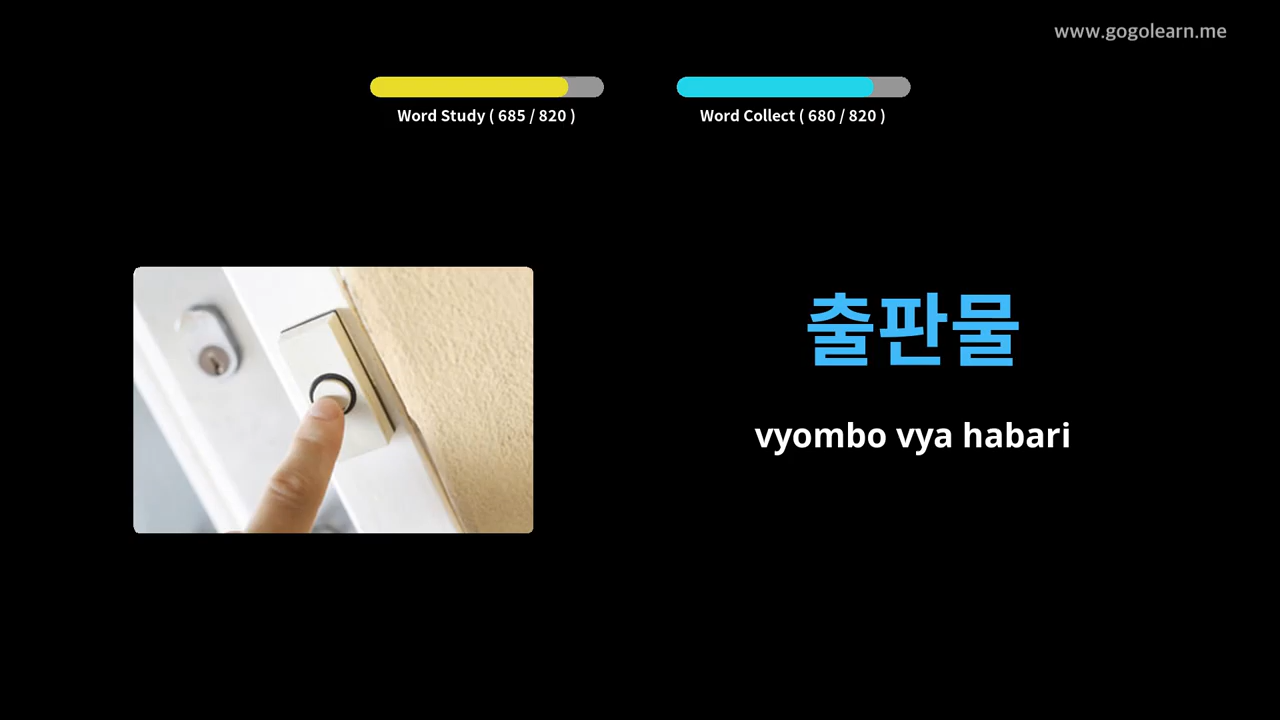 www.gogolearn.me
Word Study ( 685 / 820 )
Word Collect ( 680 / 820 )
출판물
vyombo vya habari